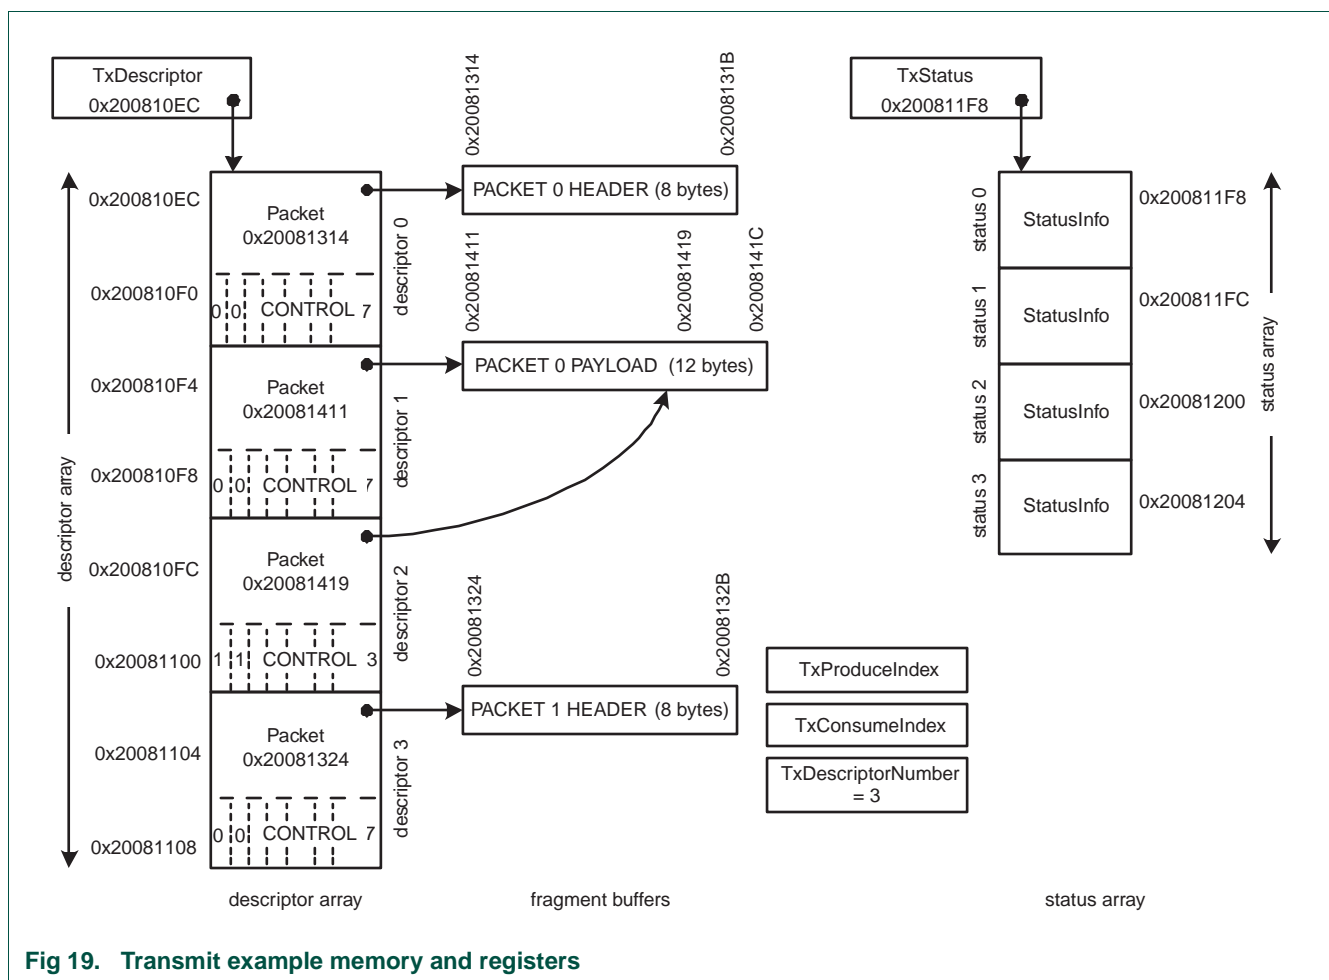 TxDescriptor
0x200810EC
0x20081314
0x2008131B
TxStatus
0x200811F8
0x200810EC
Packet
0x20081314
descriptor 0
PACKET 0 HEADER (8 bytes)
0x200810F0
0 0 CONTROL 7
0x20081411
0x20081419
0x2008141C
0x200810F4
Packet
0x20081411
descriptor 1
PACKET 0 PAYLOAD (12 bytes)
0x200810F8
0 0 CONTROL 7
descriptor array
0x200810FC
Packet
0x20081419
descriptor 2
0x20081100
1 1 CONTROL 3
0x20081324
0x2008132B
0x20081104
Packet
0x20081324
descriptor 3
PACKET 1 HEADER (8 bytes)
0x20081108
0 0 CONTROL 7
status 0
StatusInfo
0x200811F8
status 1
StatusInfo
0x200811FC
status 2
StatusInfo
0x20081200
status 3
StatusInfo
0x20081204
status array
TxProduceIndex
TxConsumeIndex
TxDescriptorNumber
= 3
descriptor array
fragment buffers
status array
Fig 19. Transmit example memory and registers